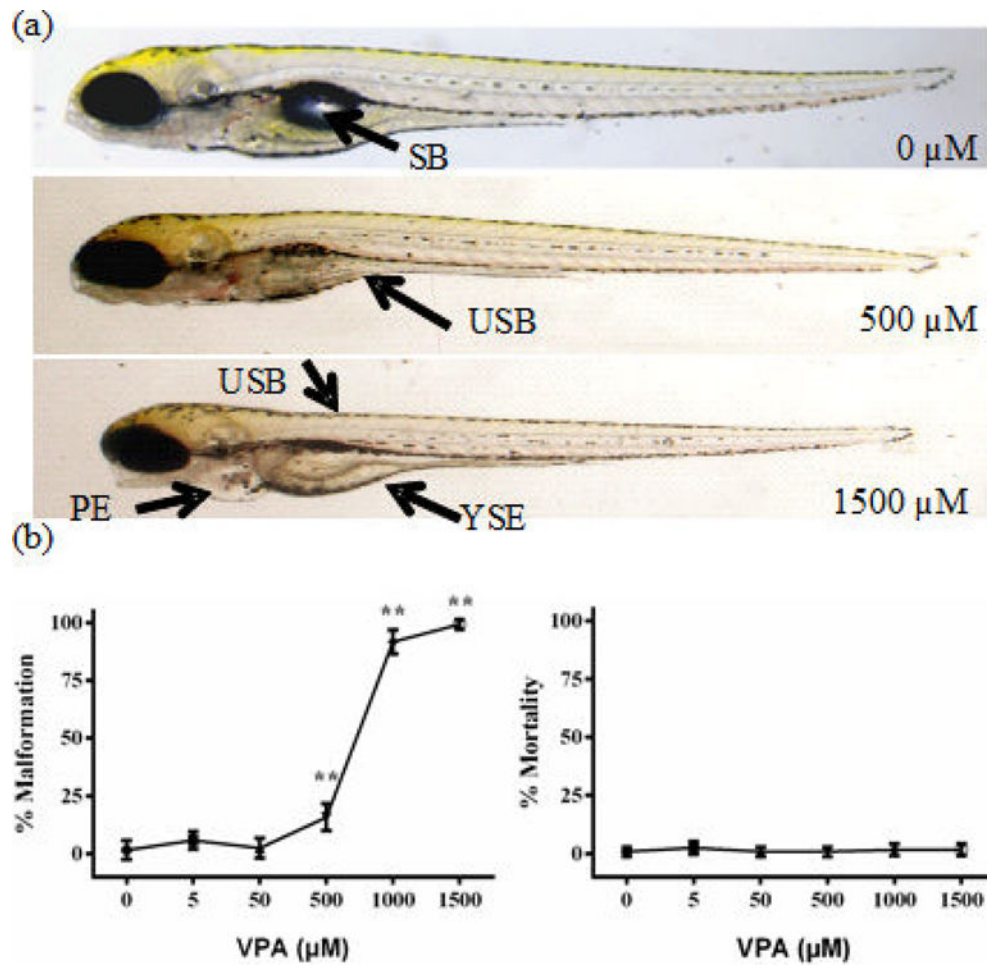 (a)
SB
0 µM
USB
500 µM
USB
PE
YSE
1500 µM
(b)
** ** **
% Malformation
100
75
50
25
0
0 5 50 500 1000 1500
VPA (µM)
% Mortality
100
75
50
25
0
0 5 50 500 1000 1500
VPA (µM)